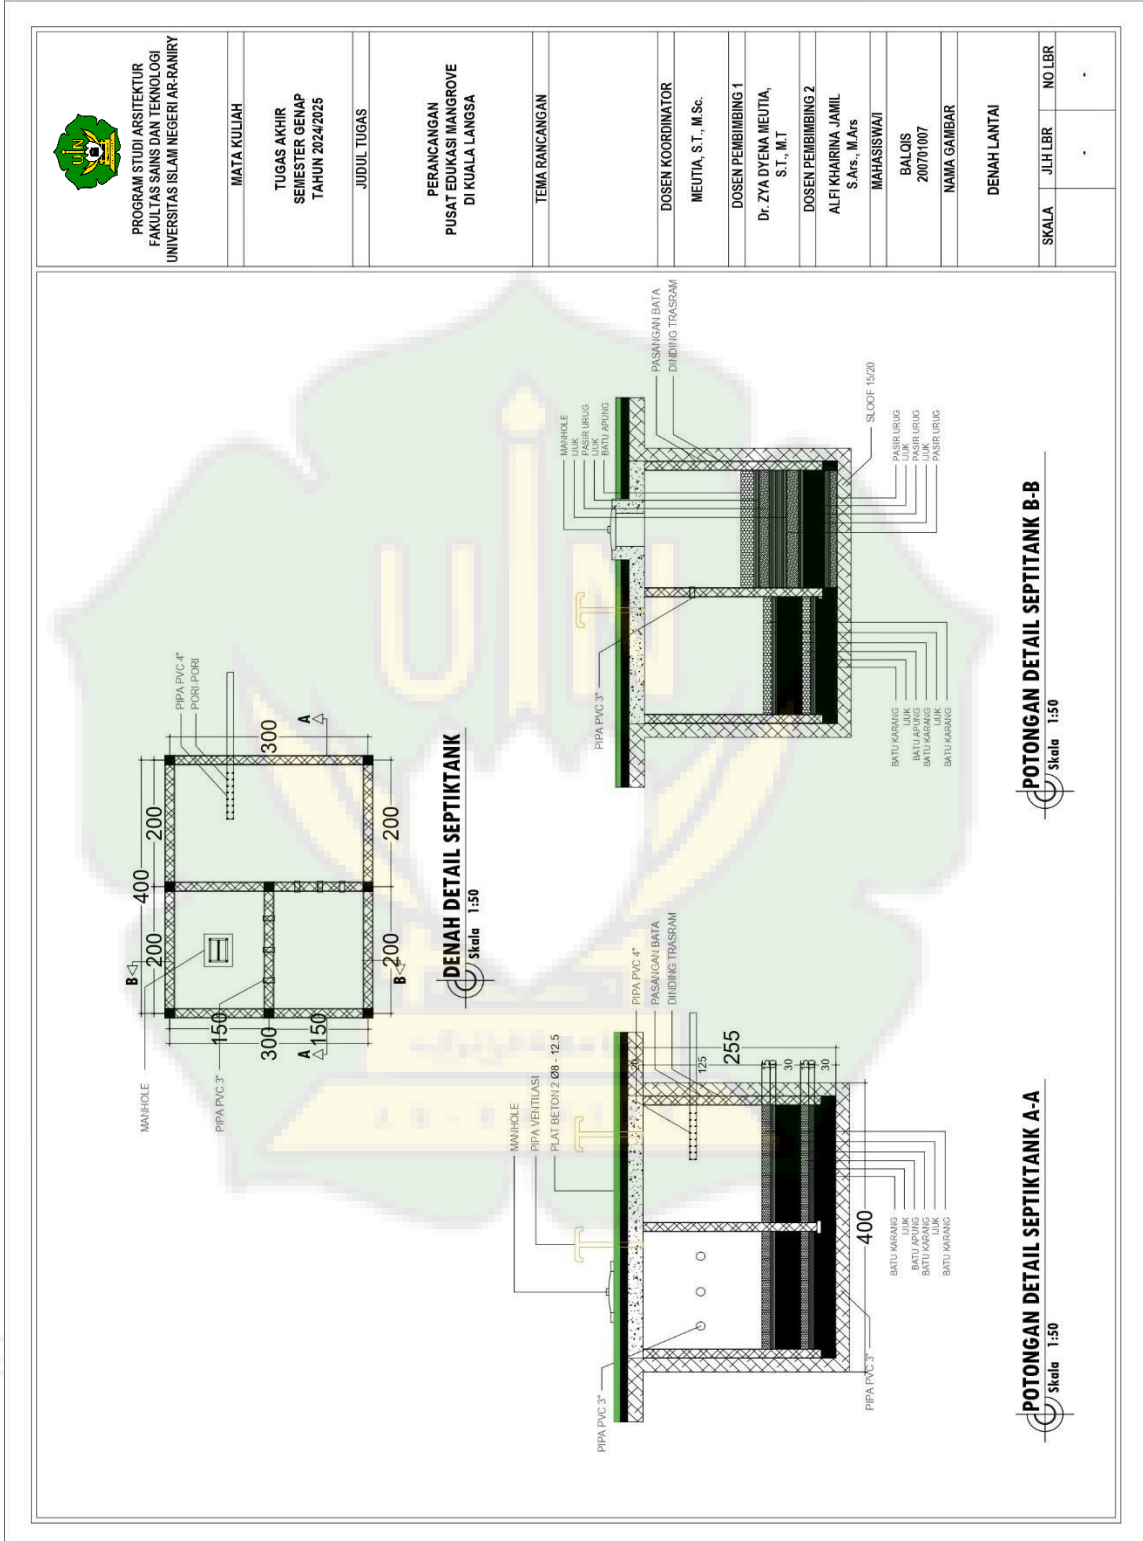 UIN
PROGRAM STUDI ARSITEKTUR
FAKULTAS SAINS DAN TEKNOLOGI
UNIVERSITAS ISLAM NEGERI AR-RANIRY
MATA KULIAH
TUGAS AKHIR
SEMESTER GENAP
TAHUN 2024/2025
JUDUL TUGAS
PERANCANGAN
PUSAT EDUKASI MANGROVE
DI KUALA LANGSA
TEMA RANCANGAN
DOSEN KOORDINATOR
MEUTIA, S.T., M.Sc.
DOSEN PEMBIMBING 1
Dr. ZYA DYENA MEUTIA,
S.T., M.T
DOSEN PEMBIMBING 2
ALFI KHAIRINA JAMIL
S.Ars., M.Ars
MAHASISWA/I
BALQIS
200701007
NAMA GAMBAR
DENAH LANTAI
SKALA
JLH LBR
NO LBR
-
-
MANHOLE
PIPA PVC 3"
PIPA PVC 4"
PORI-PORI
B
B
A
A
400
200
200
200
200
300
300
150
150
DENAH DETAIL SEPTIKTANK
Skala 1:50
MANHOLE
PIPA VENTILASI
PLAT BETON 2 Ø8 - 12.5
PIPA PVC 4"
PASANGAN BATA
DINDING TRASRAM
PIPA PVC 3"
20
125
255
15
30
15
30
400
BATU KARANG
IJUK
BATU APUNG
BATU KARANG
IJUK
BATU KARANG
PIPA PVC 3"
POTONGAN DETAIL SEPTIKTANK A-A
Skala 1:50
PIPA PVC 3"
MANHOLE
IJUK
PASIR URUG
IJUK
BATU APUNG
PASANGAN BATA
DINDING TRASRAM
SLOOF 15/20
PASIR URUG
IJUK
PASIR URUG
IJUK
PASIR URUG
BATU KARANG
IJUK
BATU APUNG
BATU KARANG
IJUK
BATU KARANG
POTONGAN DETAIL SEPTITANK B-B
Skala 1:50
UIN